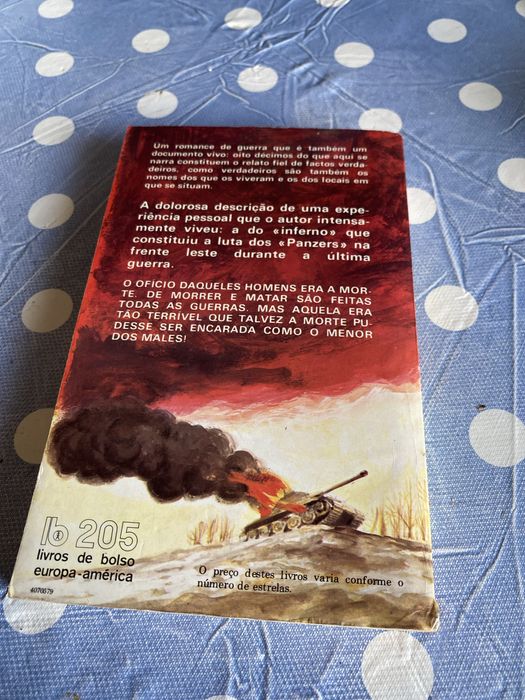 Um romance de guerra que é também um
documento vivo: oito décimos do que aqui se
narra constituem o relato fiel de factos verda-
deiros, como verdadeiros são também os
nomes dos que os viveram e os dos locais em
que se situam.
A dolorosa descrição de uma expe-
riência pessoal que o autor intensa-
mente viveu: a do «inferno» que
constituiu a luta dos «Panzers» na
frente leste durante a última
guerra.
O OFÍCIO DAQUELES HOMENS ERA A MOR-
TE. DE MORRER E MATAR SÃO FEITAS
TODAS AS GUERRAS. MAS AQUELA ERA
TÃO TERRÍVEL QUE TALVEZ A MORTE PU-
DESSE SER ENCARADA COMO O MENOR
DOS MALES!
lb 205
livros de bolso
europa-américa
O preço destes livros varia conforme o
número de estrelas.
4070579